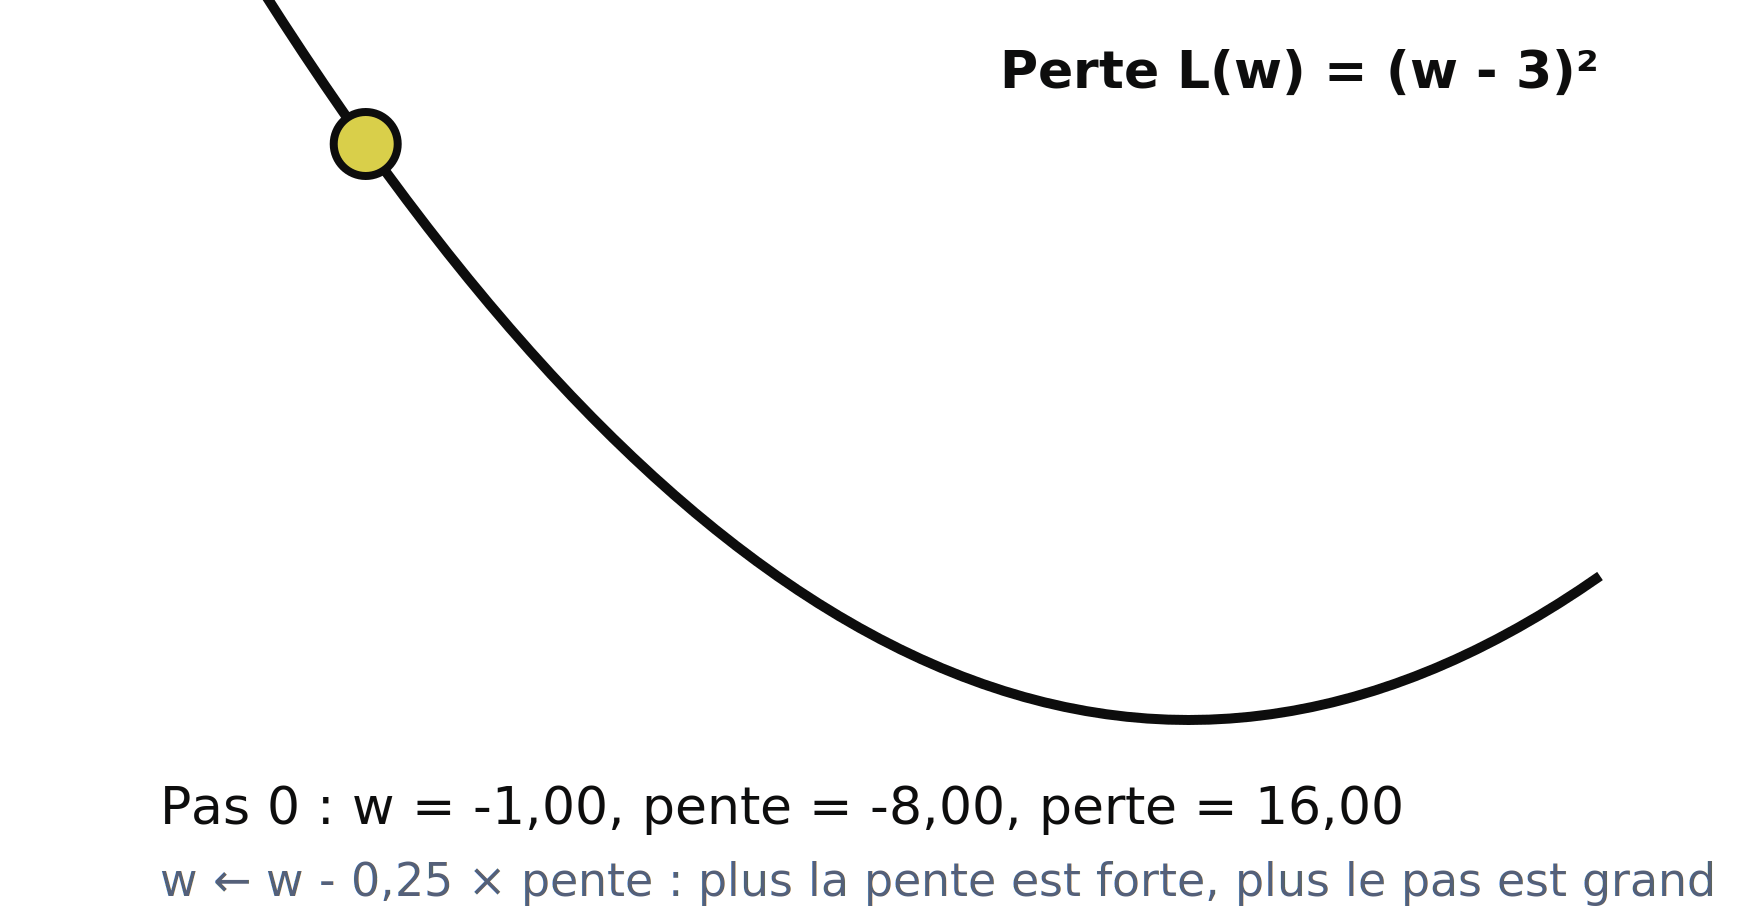 Perte L(w) = (w - 3)²
Pas 0 : w = -1,00, pente = -8,00, perte = 16,00
w ← w - 0,25 × pente : plus la pente est forte, plus le pas est grand